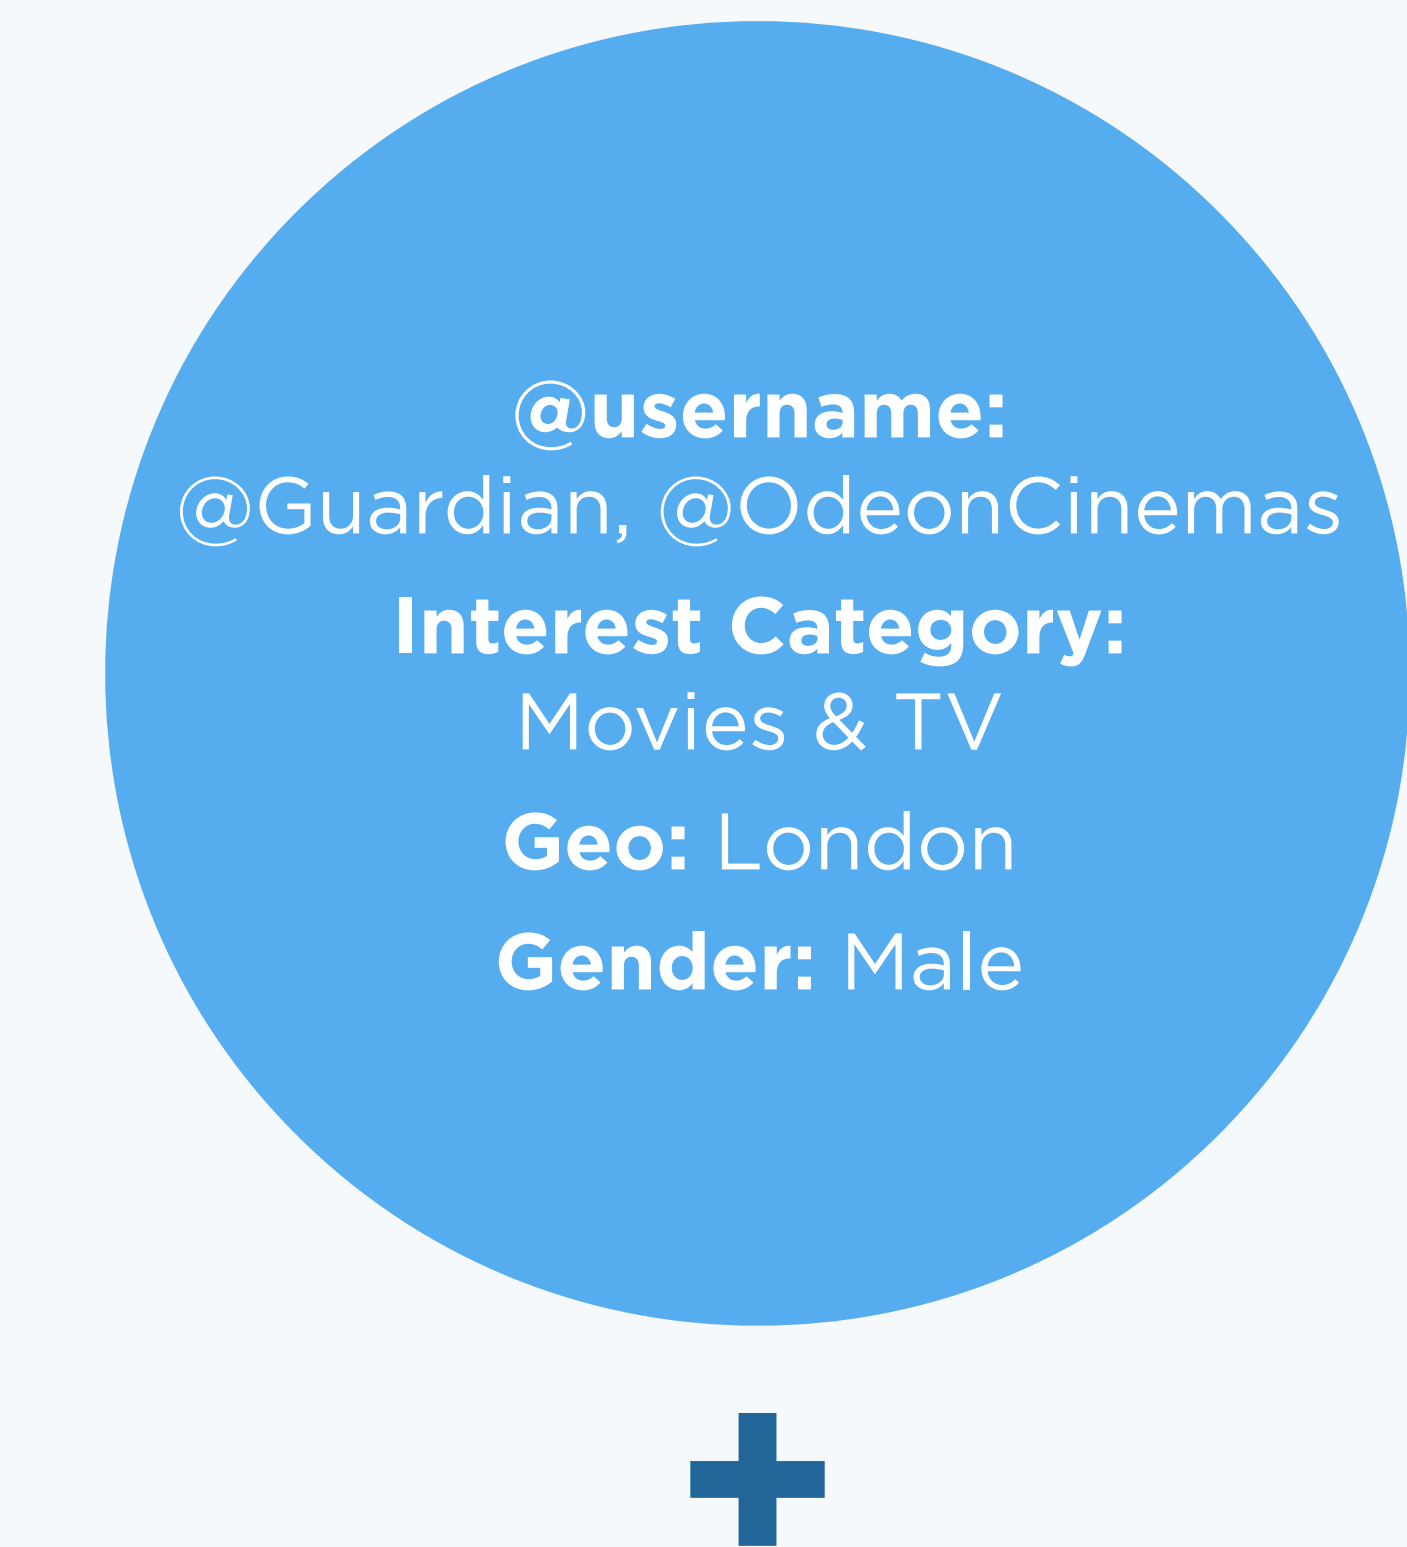 @username:
@Guardian, @OdeonCinemas
Interest Category:
Movies & TV
Geo: London
Gender: Male
+